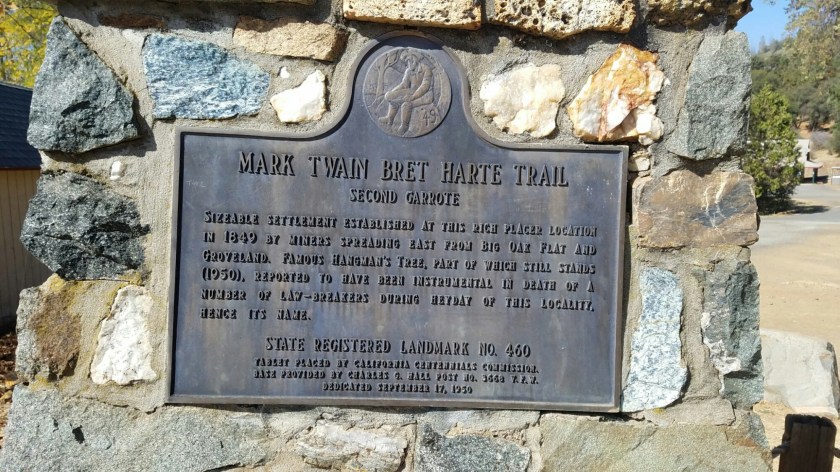 49
MARK TWAIN BRET HARTE TRAIL
SECOND GARROTE
SIZEABLE SETTLEMENT ESTABLISHED AT THIS RICH PLACER LOCATION
IN 1849 BY MINERS SPREADING EAST FROM BIG OAK FLAT AND
GROVELAND. FAMOUS HANGMAN'S TREE, PART OF WHICH STILL STANDS
(1950), REPORTED TO HAVE BEEN INSTRUMENTAL IN DEATH OF A
NUMBER OF LAW-BREAKERS DURING HEYDAY OF THIS LOCALITY,
HENCE ITS NAME.
STATE REGISTERED LANDMARK NO. 460
TABLET PLACED BY CALIFORNIA CENTENNIALS COMMISSION.
BASE PROVIDED BY CHARLES G. HALL POST NO. 3668 V.F.W.
DEDICATED SEPTEMBER 17, 1950